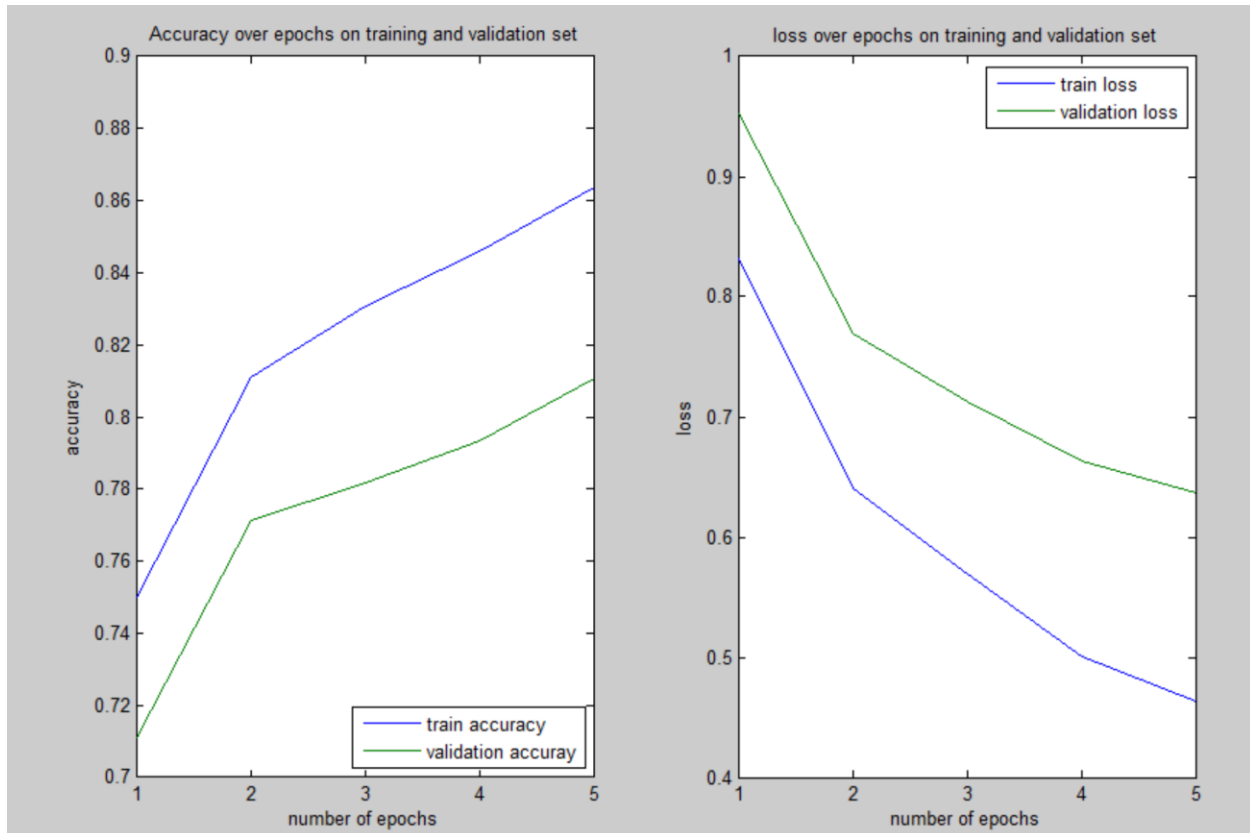 Accuracy over epochs on training and validation set
0.9
0.88
0.86
0.84
0.82
0.8
0.78
0.76
0.74
0.72
0.7
accuracy
1 2 3 4 5
number of epochs
train accuracy
validation accuray
loss over epochs on training and validation set
1
0.9
0.8
0.7
0.6
0.5
0.4
loss
1 2 3 4 5
number of epochs
train loss
validation loss